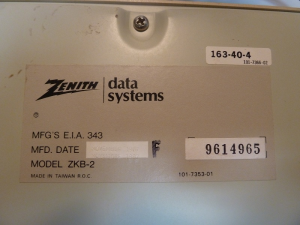 163-40-4
ZENITH data systems
MFG'S E.I.A. 343
MFD. DATE F
9614965
MODEL ZKB-2
MADE IN TAIWAN R.O.C.
101-7353-01